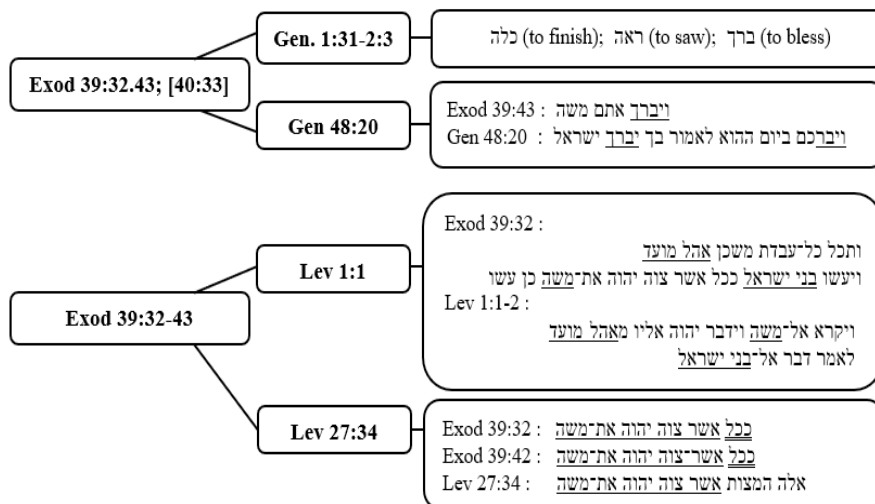 Gen. 1:31-2:3
כלה (to finish); ראה (to saw); ברך (to bless)
Exod 39:32.43; [40:33]
Gen 48:20
Exod 39:43 : ויברך אתם משה
Gen 48:20 : ויברכם ביום ההוא לאמור בך יברך ישראל
Exod 39:32-43
Lev 1:1
Exod 39:32 :
ותכל כל־עבדת משכן אהל מועד
ויעשו בני ישראל ככל אשר צוה יהוה את־משה כן עשו
Lev 1:1-2 :
ויקרא אל־משה וידבר יהוה אליו מאהל מועד
לאמר דבר אל־בני ישראל
Lev 27:34
Exod 39:32 : ככל אשר צוה יהוה את־משה
Exod 39:42 : ככל אשר־צוה יהוה את־משה
Lev 27:34 : אלה המצות אשר צוה יהוה את־משה